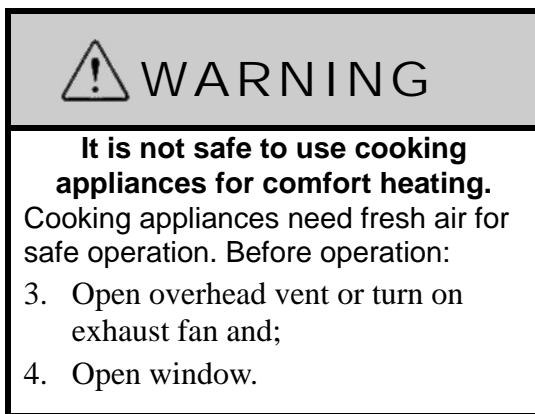 WARNING
It is not safe to use cooking
appliances for comfort heating.
Cooking appliances need fresh air for
safe operation. Before operation:
3. Open overhead vent or turn on
exhaust fan and;
4. Open window.